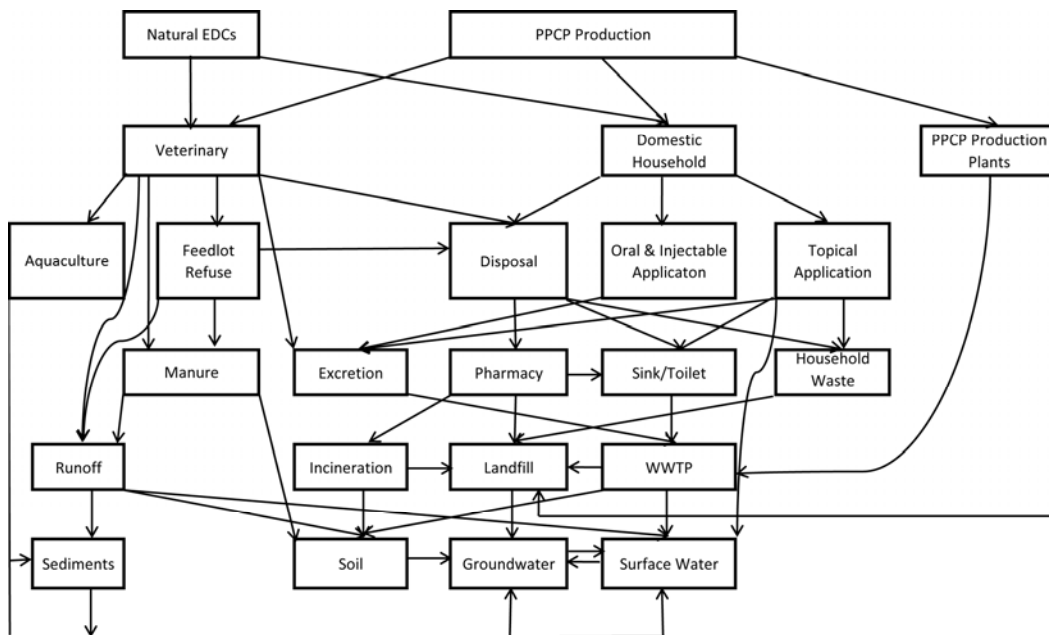 Natural EDCs
PPCP Production
Veterinary
Domestic
Household
PPCP Production
Plants
Aquaculture
Feedlot
Refuse
Disposal
Oral & Injectable
Applicaton
Topical
Application
Manure
Excretion
Pharmacy
Sink/Toilet
Household
Waste
Runoff
Incineration
Landfill
WWTP
Sediments
Soil
Groundwater
Surface Water